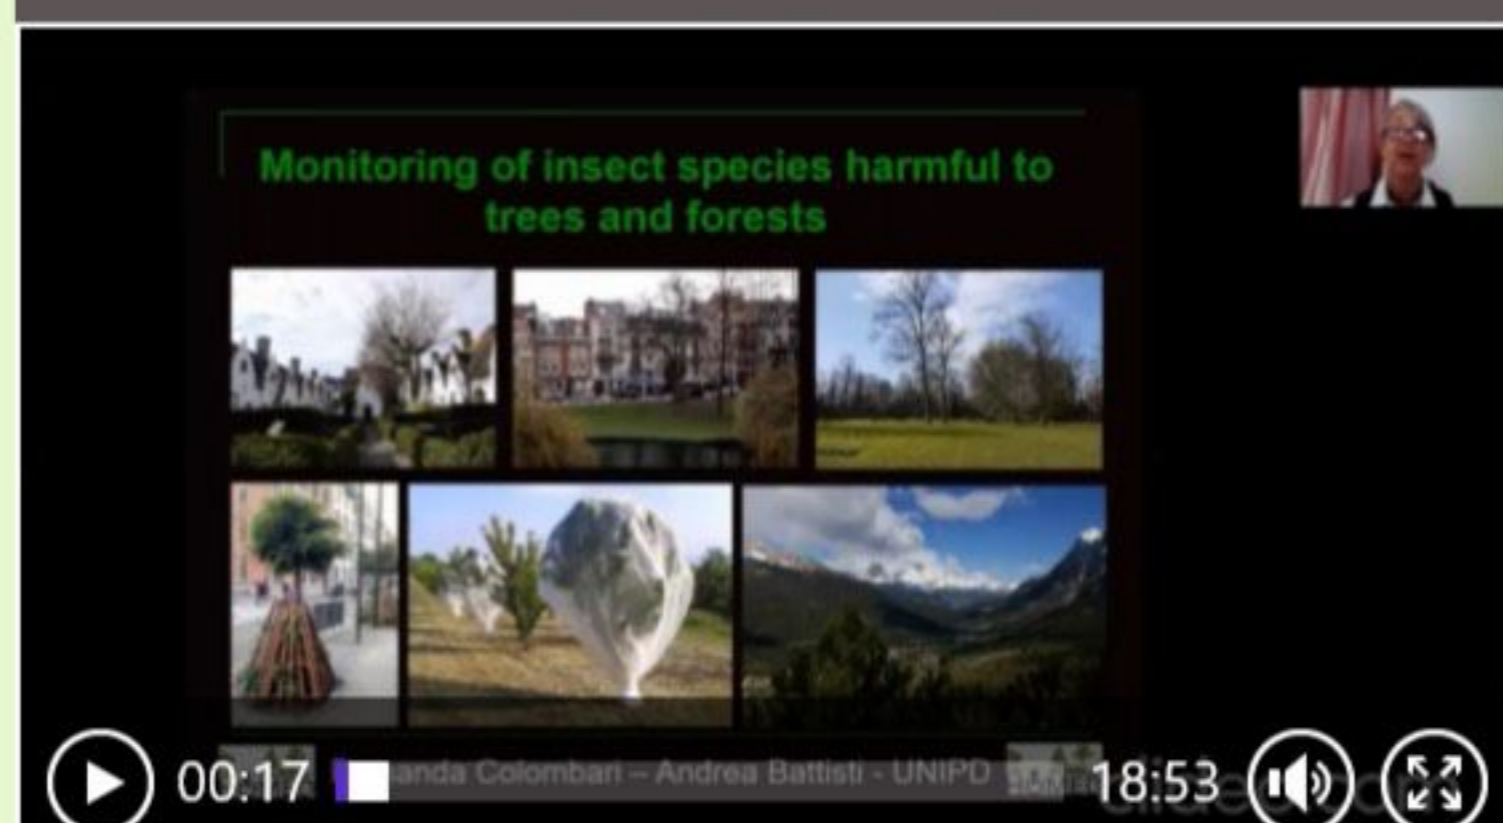 Monitoring of insect species harmful to
trees and forests
00:17
Colombari – Andrea Battisti - UNIPD
18:53